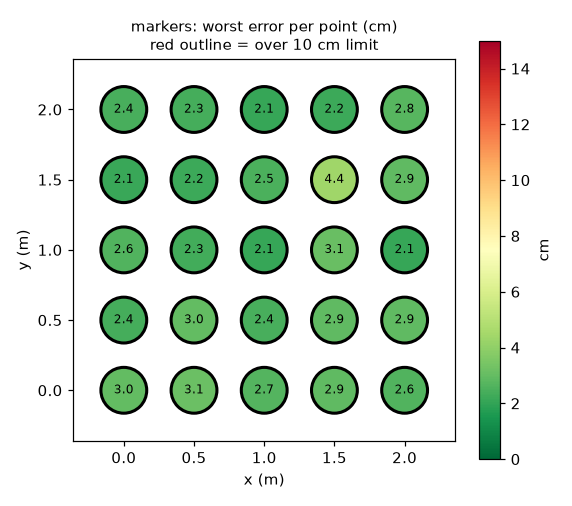 markers: worst error per point (cm)
red outline = over 10 cm limit
2.0
2.4 2.3 2.1 2.2 2.8
1.5
2.1 2.2 2.5 4.4 2.9
1.0
2.6 2.3 2.1 3.1 2.1
0.5
2.4 3.0 2.4 2.9 2.9
0.0
3.0 3.1 2.7 2.9 2.6
y (m)
0.0 0.5 1.0 1.5 2.0
x (m)
14
12
10
8
6
4
2
0
cm